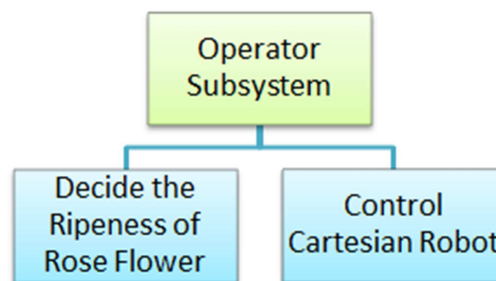 Operator
Subsystem
Decide the
Ripeness of
Rose Flower
Control
Cartesian Robot